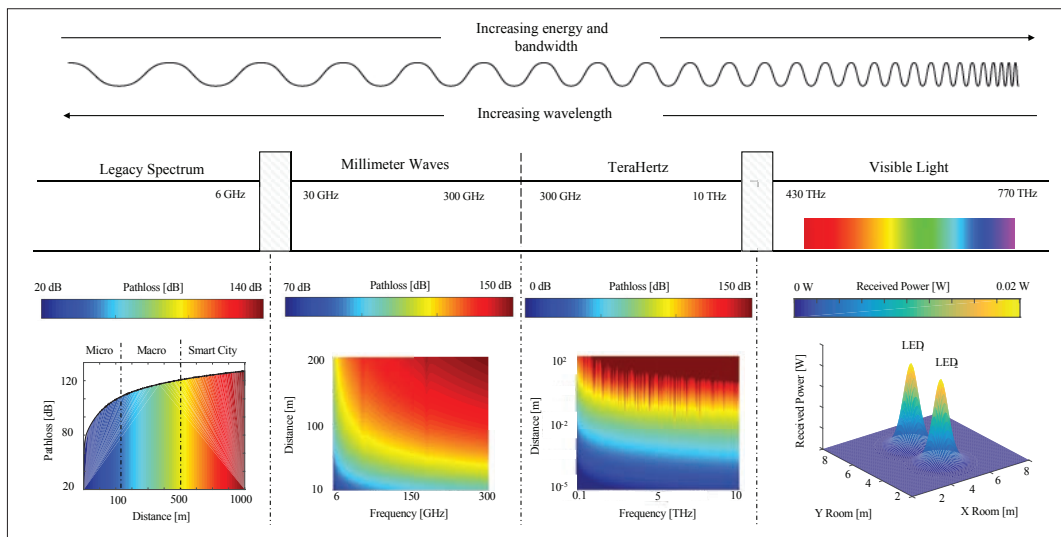 Increasing energy and
bandwidth
Increasing wavelength
Legacy Spectrum
Millimeter Waves
TeraHertz
Visible Light
6 GHz
30 GHz
300 GHz
300 GHz
10 THz
430 THz
770 THz
20 dB
Pathloss [dB]
140 dB
70 dB
Pathloss [dB]
150 dB
0 dB
Pathloss [dB]
150 dB
0 W
Received Power [W]
0.02 W
Micro
Macro
Smart City
Pathloss [dB]
120
80
20
100
500
1000
Distance [m]
Distance [m]
200
100
10
6
150
300
Frequency [GHz]
Distance [m]
10²
10⁻²
10⁻⁵
0.1
5
10
Frequency [THz]
LED
LED
Received Power [W]
8
6
4
2
2
4
6
8
Y Room [m]
X Room [m]